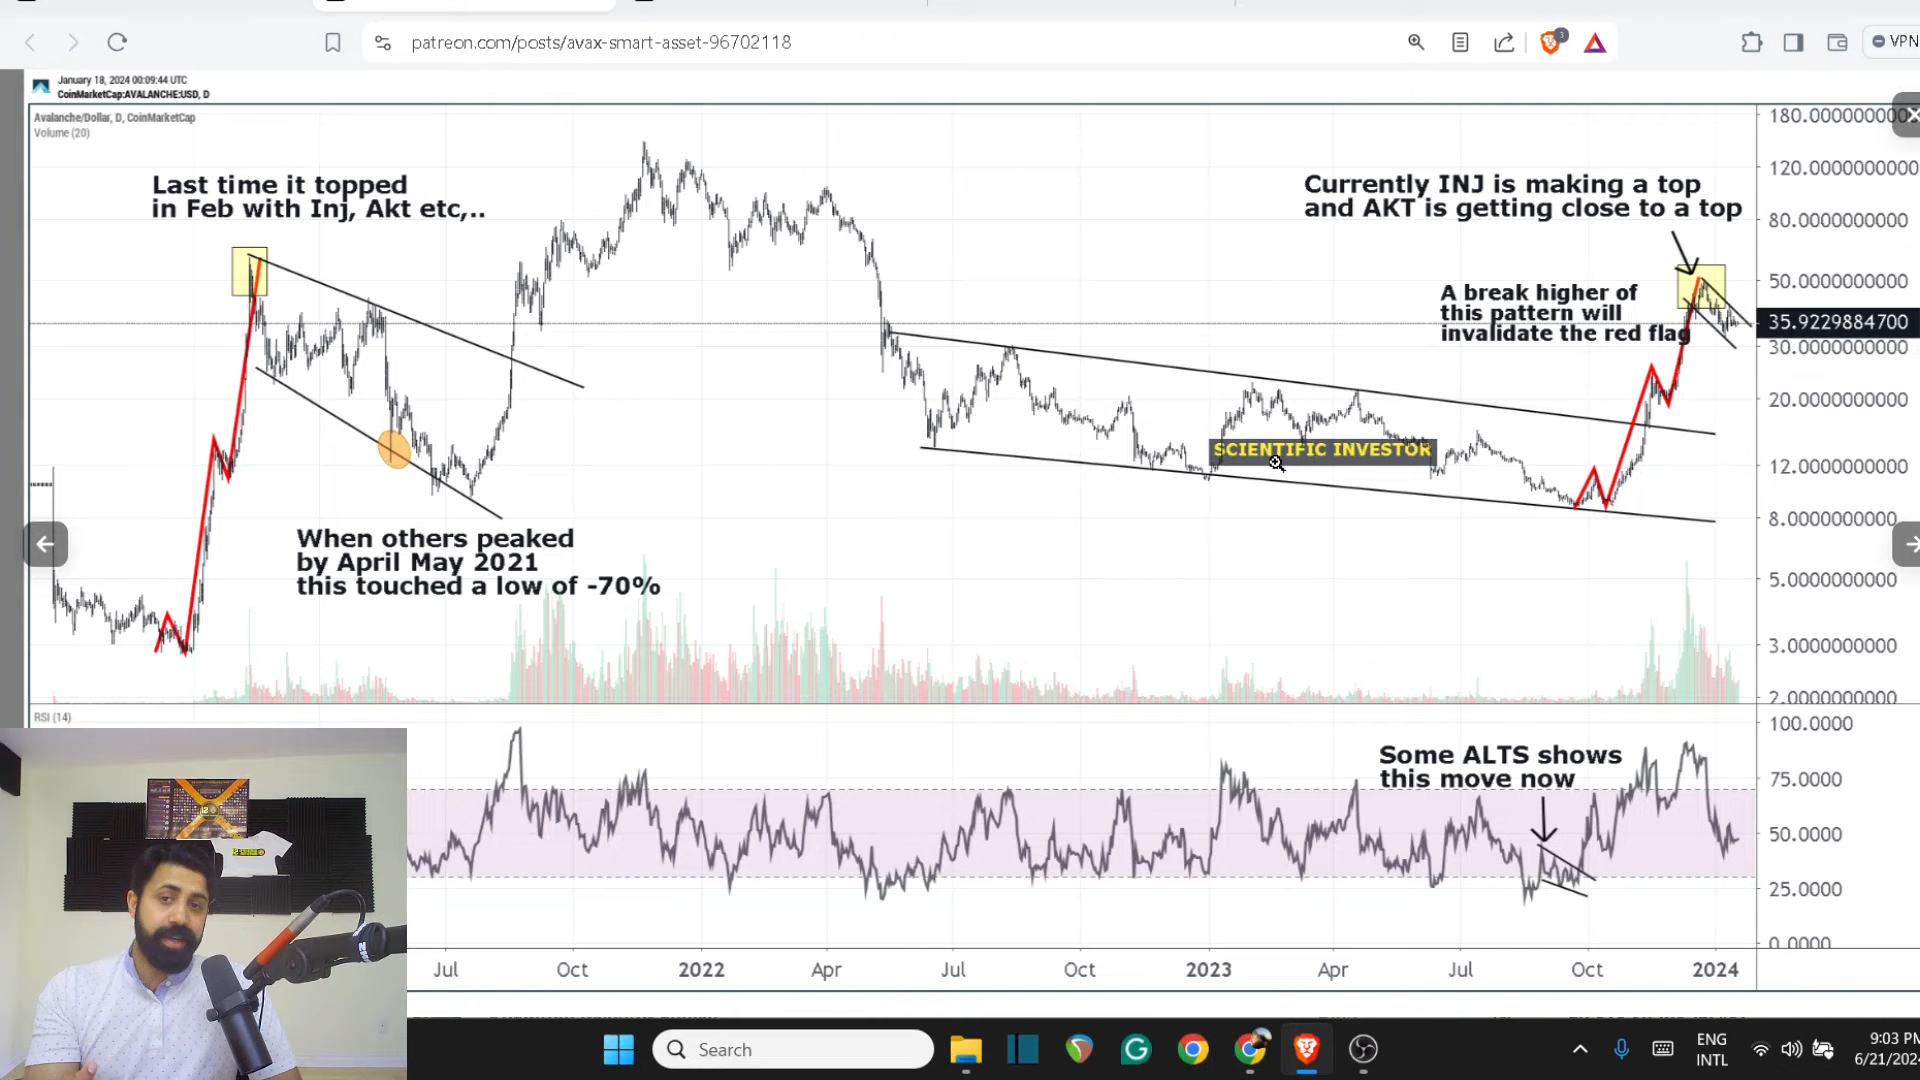 patreon.com/posts/avax-smart-asset-96702118
3
VPN
January 18, 2024 00:09:44 UTC
CoinMarketCap:AVALANCHE:USD, D
Avalanche/Dollar, D, CoinMarketCap
Volume (20)
Last time it topped
in Feb with Inj, Akt etc,..
Currently INJ is making a top
and AKT is getting close to a top
A break higher of
this pattern will
invalidate the red flag
SCIENTIFIC INVESTOR
When others peaked
by April May 2021
this touched a low of -70%
180.0000000000
120.0000000000
80.0000000000
50.0000000000
35.9229884700
30.0000000000
20.0000000000
12.0000000000
8.0000000000
5.0000000000
3.0000000000
2.0000000000
RSI (14)
Some ALTS shows
this move now
100.0000
75.0000
50.0000
25.0000
0.0000
Jul Oct 2022 Apr Jul Oct 2023 Apr Jul Oct 2024
Search
ENG
INTL
9:03 PM
6/21/2024